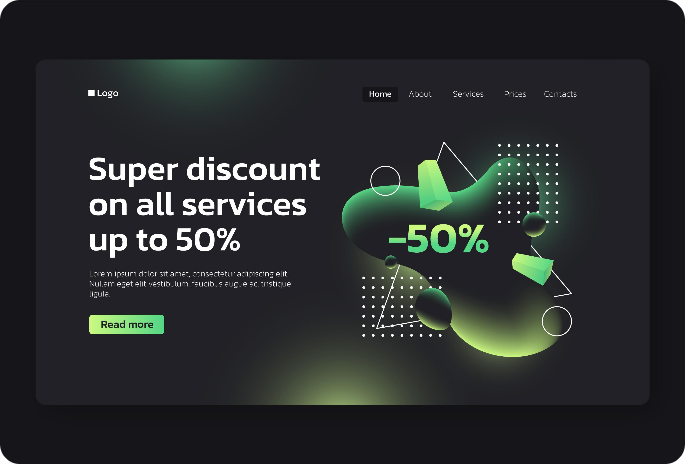 Logo
Home About Services Prices Contacts
Super discount
on all services
up to 50%
-50%
Lorem ipsum dolor sit amet, consectetur adipiscing elit.
Nullam eget elit vestibulum, faucibus augue ac, tristique
ligula.
Read more